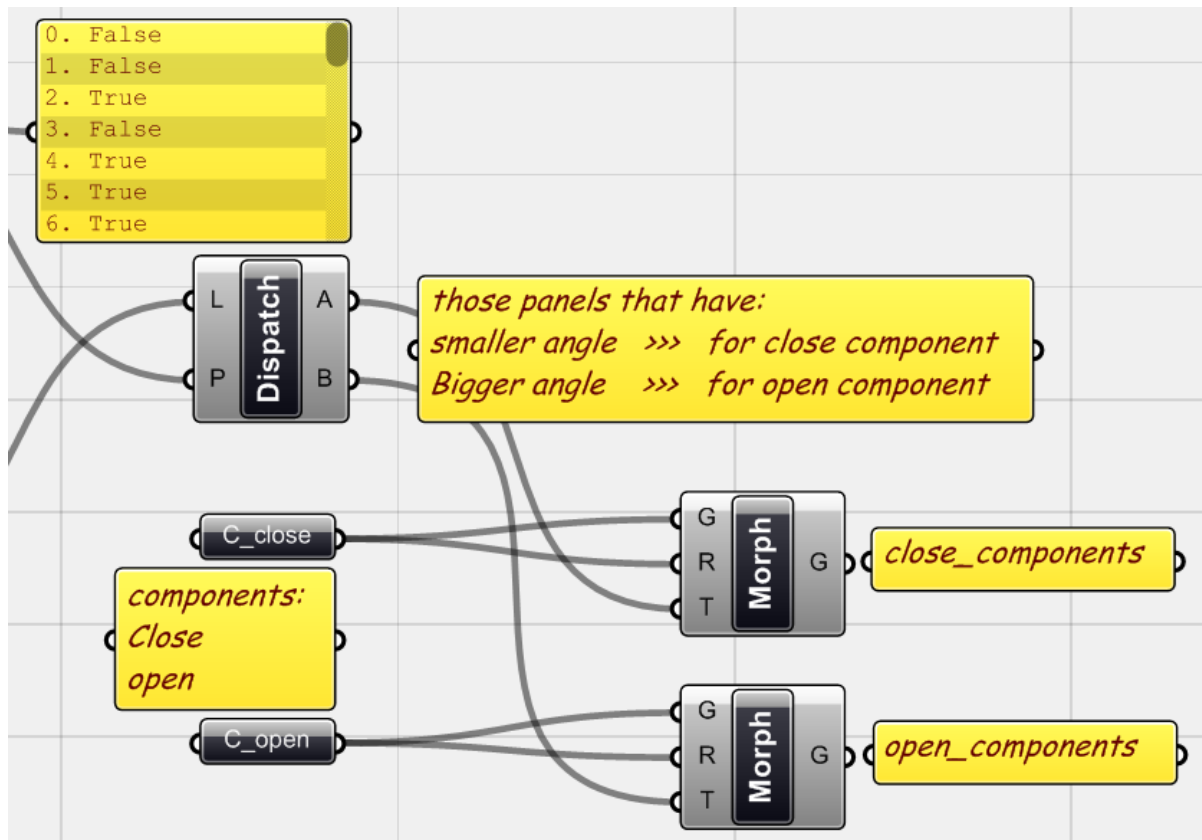 0. False
1. False
2. True
3. False
4. True
5. True
6. True
L
P
Dispatch
A
B
those panels that have:
smaller angle >>> for close component
Bigger angle >>> for open component
C_close
components:
Close
open
C_open
G
R
T
Morph
G
close_components
G
R
T
Morph
G
open_components